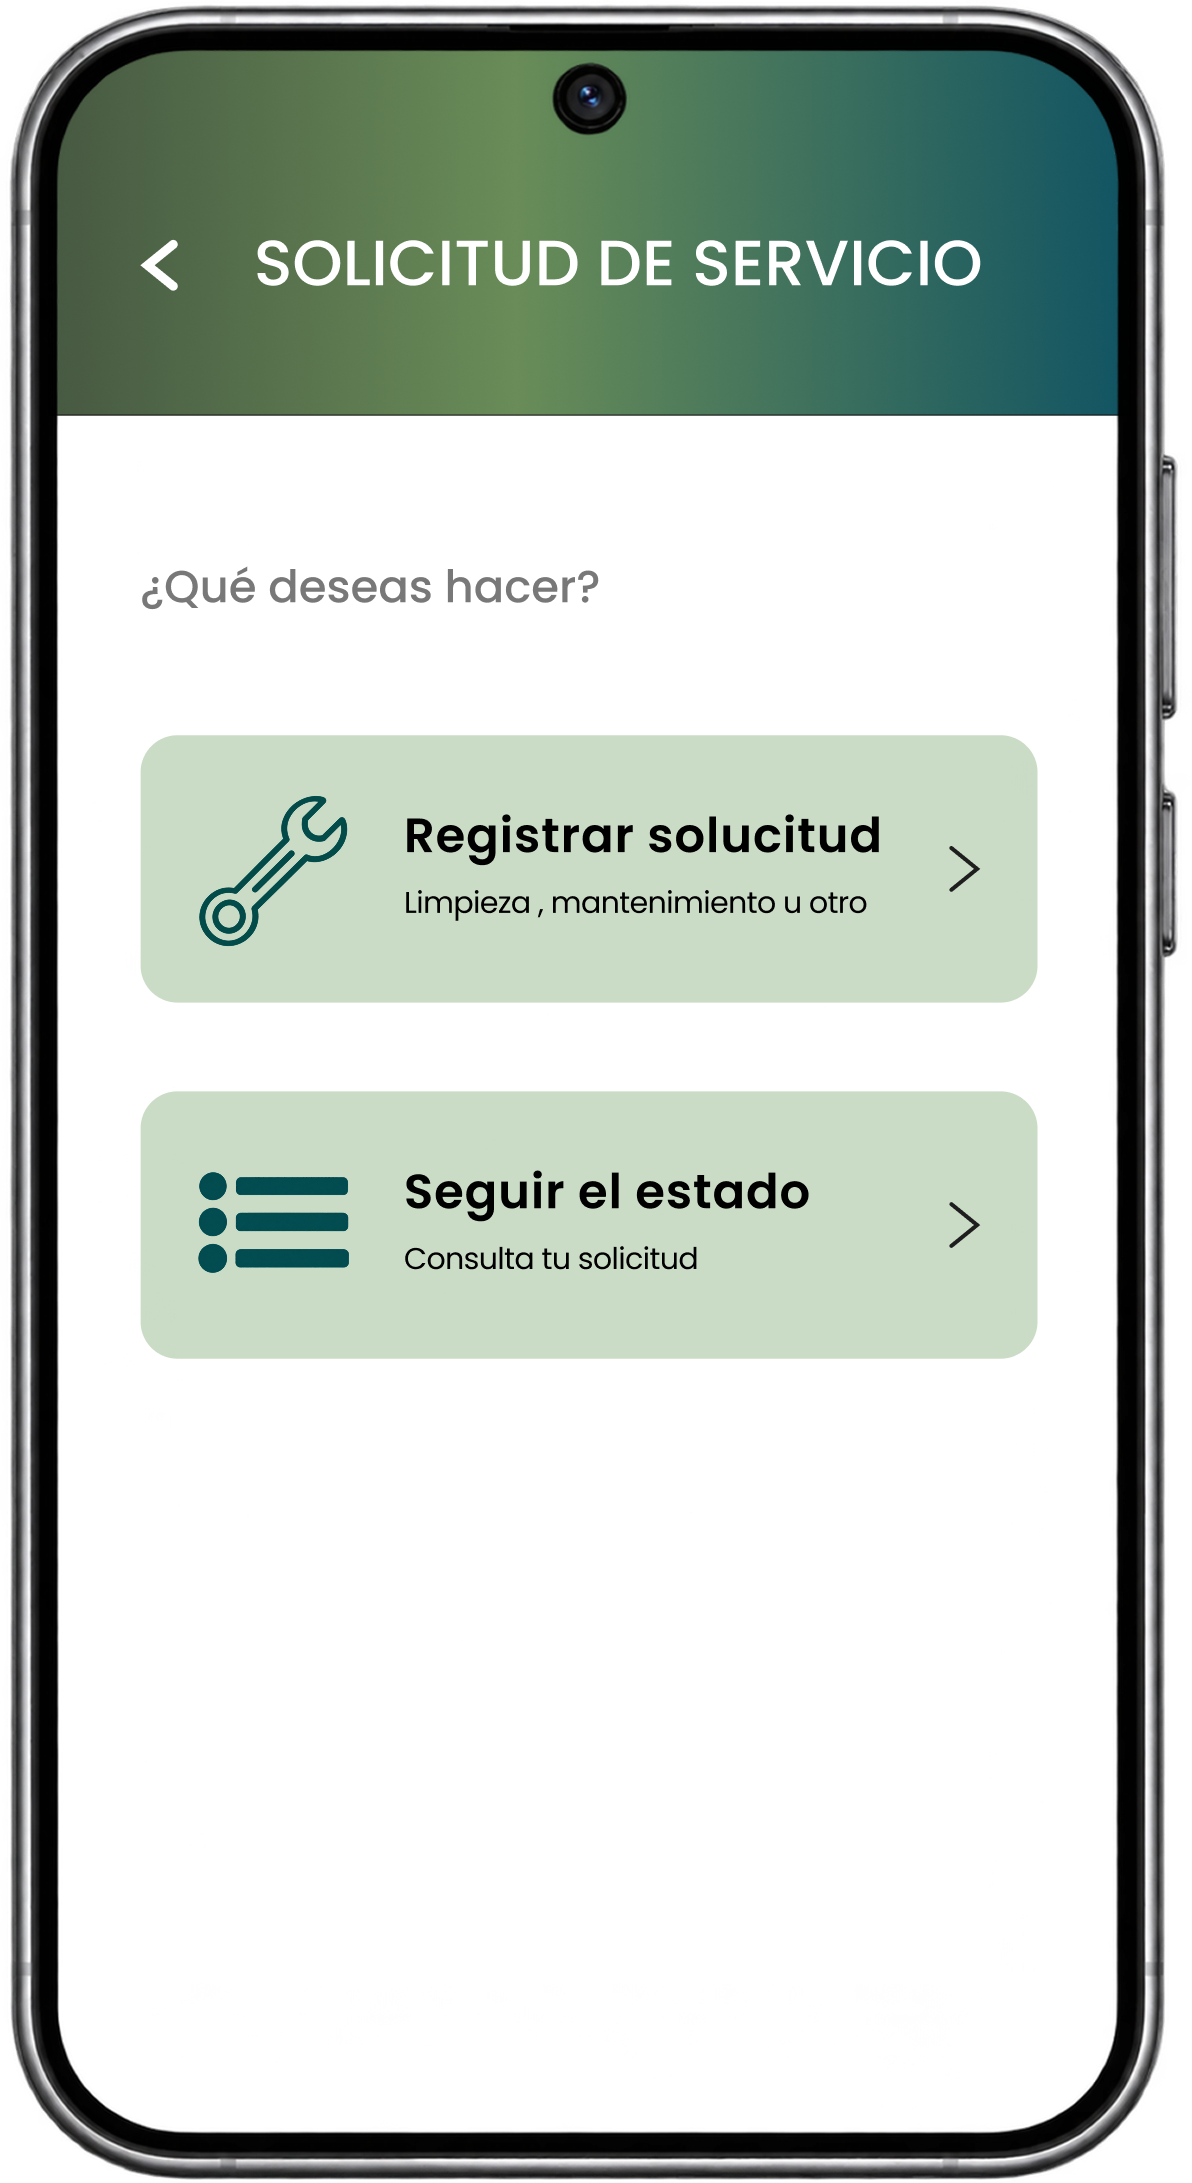 SOLICITUD DE SERVICIO
¿Qué deseas hacer?
Registrar solucitud
Limpieza , mantenimiento u otro
Seguir el estado
Consulta tu solicitud